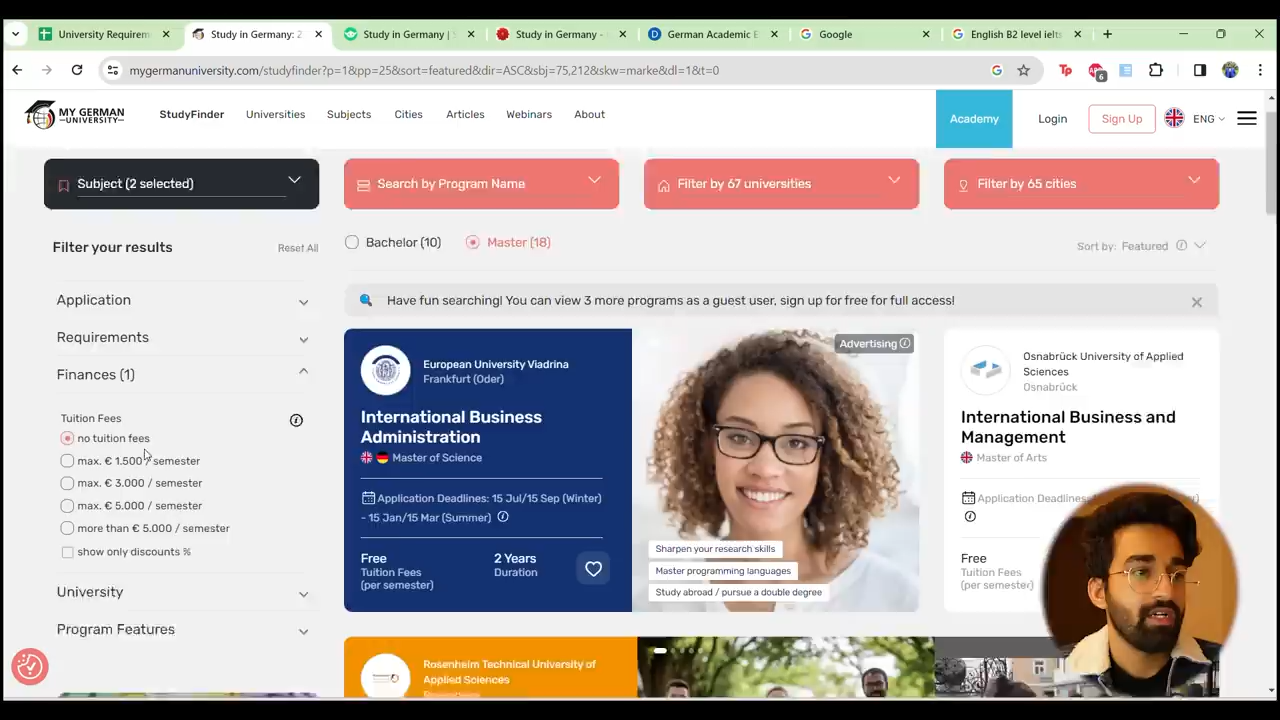 University Requirem
Study in Germany: 2
Study in Germany | S
Study in Germany -
German Academic E
Google
English B2 level ielts
mygermanuniversity.com/studyfinder?p=1&pp=25&sort=featured&dir=ASC&sbj=75,212&skw=marke&dl=1&t=0
6
MY GERMAN
UNIVERSITY
StudyFinder
Universities
Subjects
Cities
Articles
Webinars
About
Academy
Login
Sign Up
ENG
Subject (2 selected)
Search by Program Name
Filter by 67 universities
Filter by 65 cities
Filter your results
Reset All
Bachelor (10)
Master (18)
Sort by: Featured
Application
Requirements
Finances (1)
Tuition Fees
no tuition fees
max. € 1.500 / semester
max. € 3.000 / semester
max. € 5.000 / semester
more than € 5.000 / semester
show only discounts %
University
Program Features
Have fun searching! You can view 3 more programs as a guest user, sign up for free for full access!
European University Viadrina
Frankfurt (Oder)
International Business
Administration
Master of Science
Application Deadlines: 15 Jul/15 Sep (Winter)
- 15 Jan/15 Mar (Summer)
Free
Tuition Fees
(per semester)
2 Years
Duration
Advertising
Sharpen your research skills
Master programming languages
Study abroad / pursue a double degree
Osnabrück University of Applied
Sciences
Osnabrück
International Business and
Management
Master of Arts
Application Deadlines
Free
Tuition Fees
(per semester)
Rosenheim Technical University of
Applied Sciences